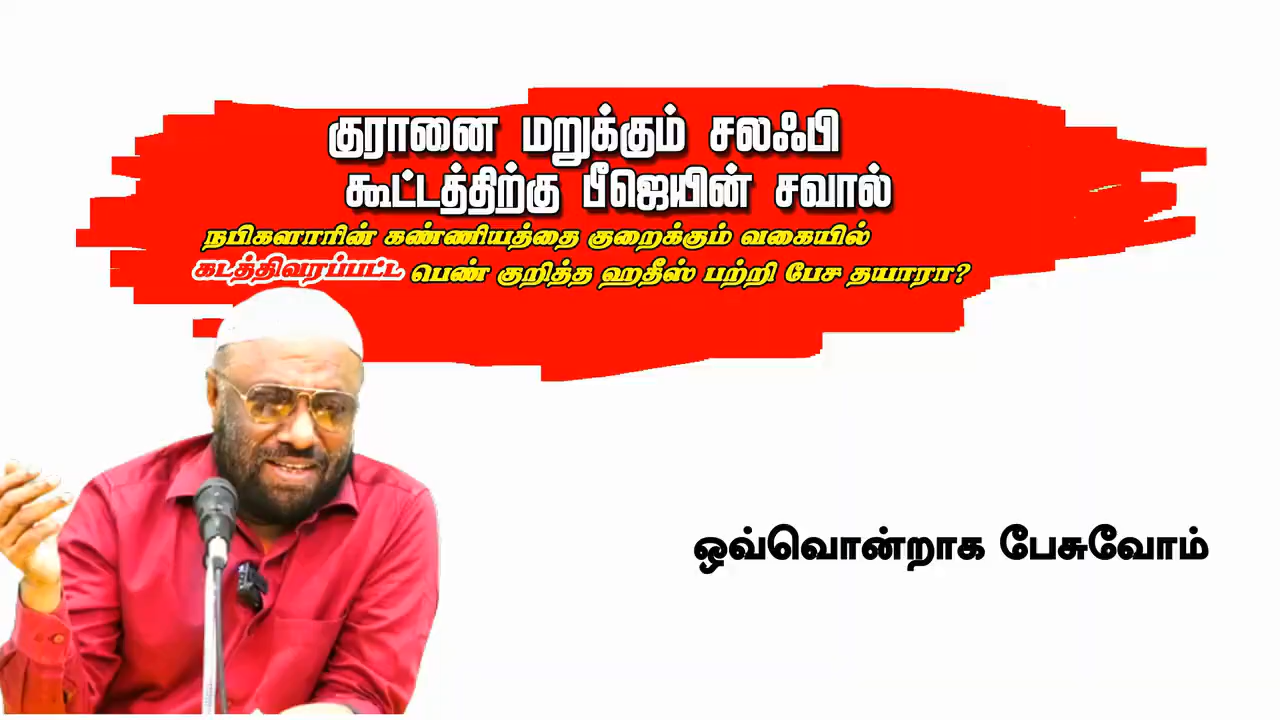 குரானை மறுக்கும் சலஃபி
கூட்டத்திற்கு பீஜெயின் சவால்
நபிகளாரின் கண்ணியத்தை குறைக்கும் வகையில்
கடத்திவரப்பட்ட பெண் குறித்த ஹதீஸ் பற்றி பேச தயாரா?
ஒவ்வொன்றாக பேசுவோம்